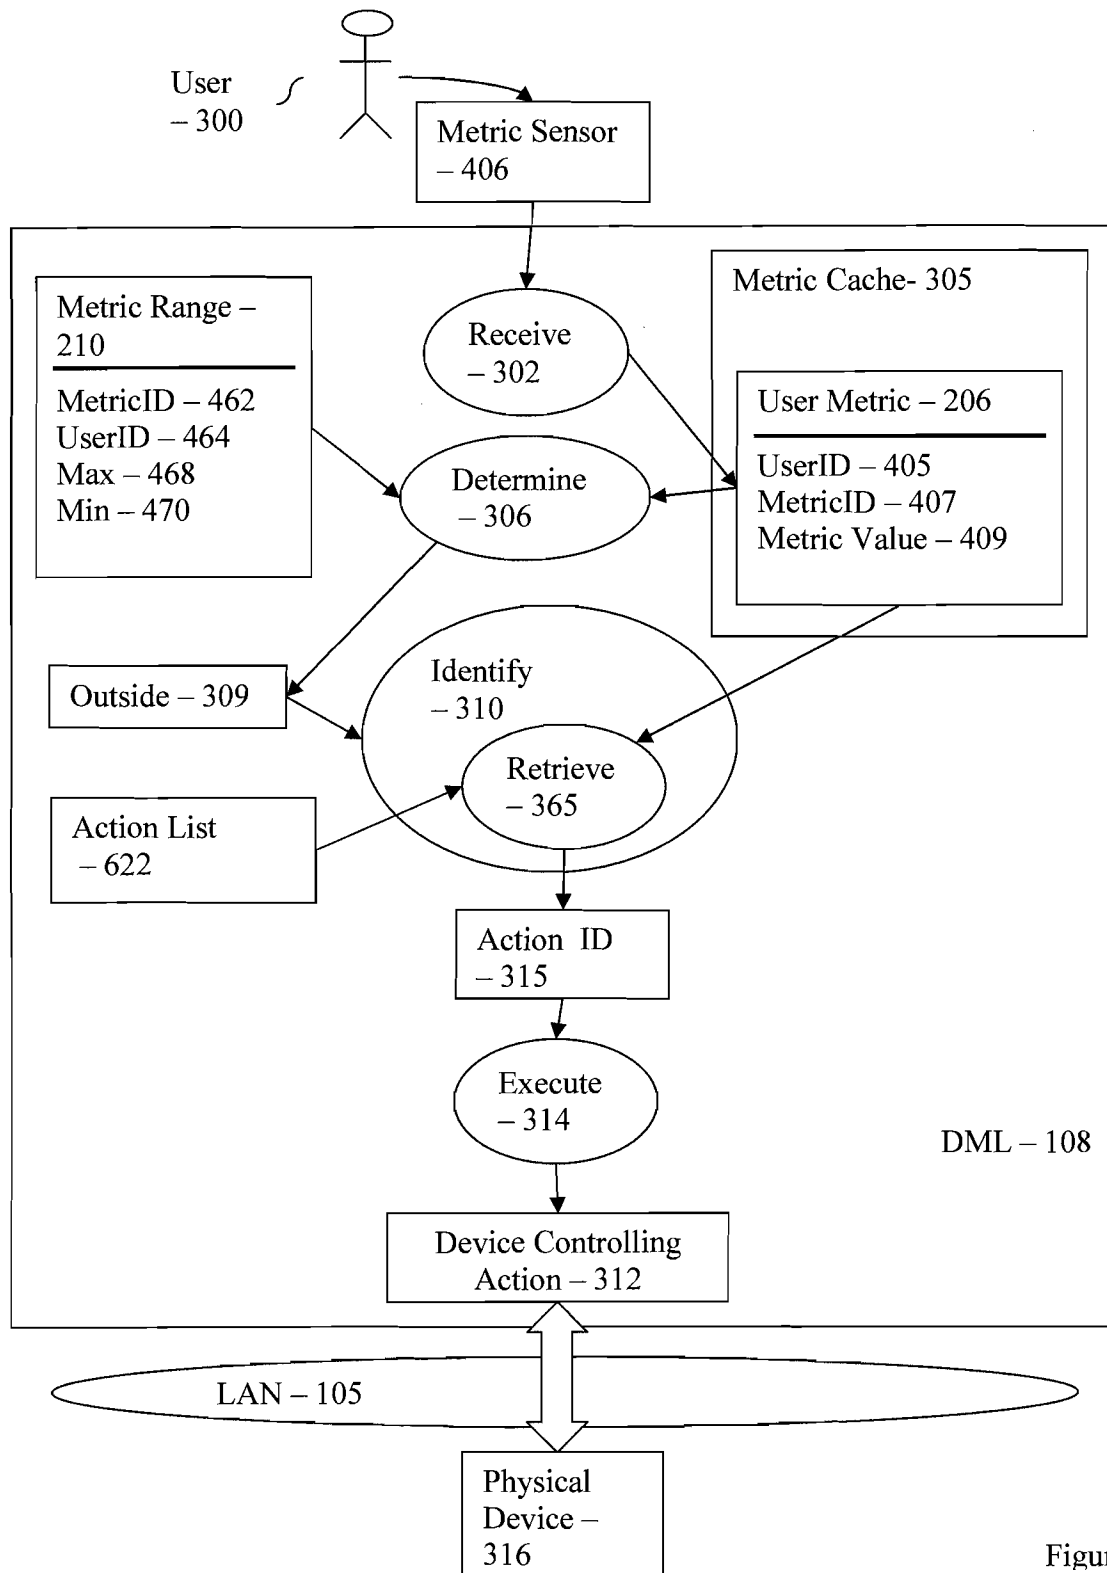 User
– 300
Metric Sensor
– 406
Metric Range –
210
MetricID – 462
UserID – 464
Max – 468
Min – 470
Receive
– 302
Metric Cache- 305
User Metric – 206
UserID – 405
MetricID – 407
Metric Value – 409
Determine
– 306
Outside – 309
Identify
– 310
Retrieve
– 365
Action List
– 622
Action ID
– 315
Execute
– 314
DML – 108
Device Controlling
Action – 312
LAN – 105
Physical
Device –
316